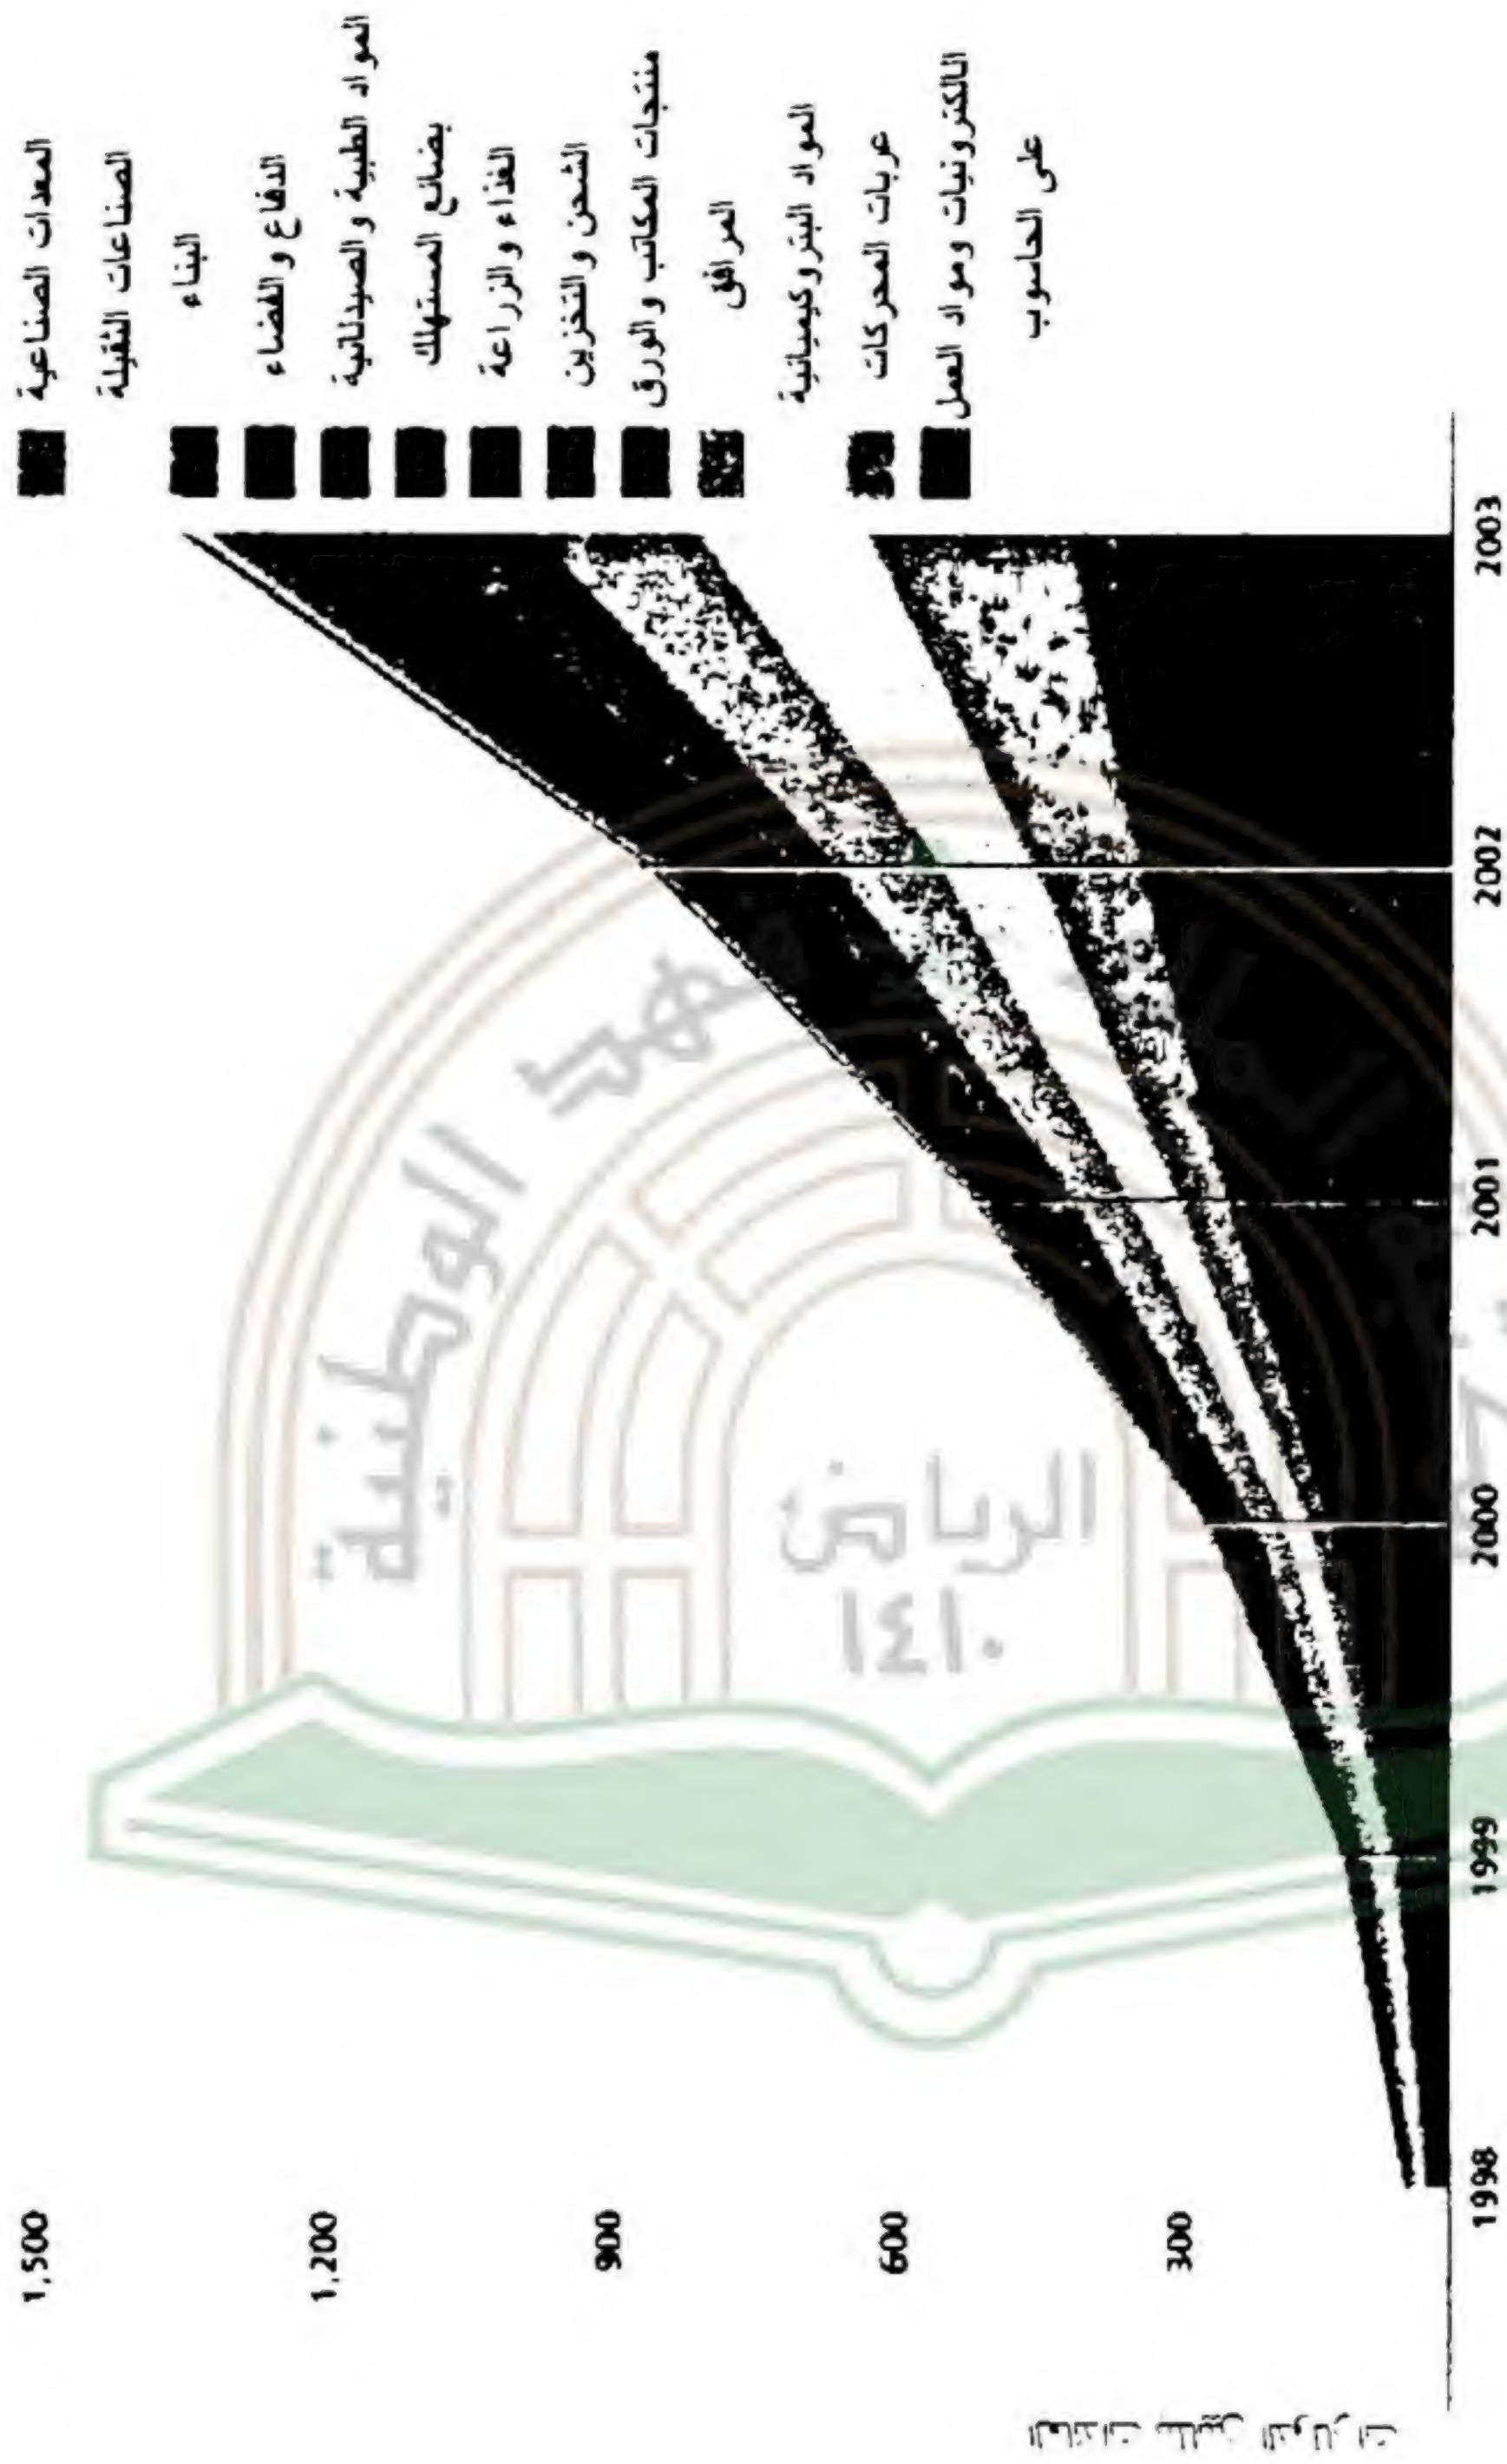 المعدات الصناعية
الصناعات الثقيلة
البناء
الدفاع والفضاء
المواد الطبية والصيدلانية
بضائع المستهلك
الغذاء والزراعة
الشحن والتخزين
منتجات المكاتب والورق
المرافق
المواد البتروكيميائية
عربات المحركات
الالكترونيات ومواد العمل
على الحاسوب
1,500
1,200
900
600
300
1998
1999
2000
2001
2002
2003
الوطنية
الرياض
١٤١٠